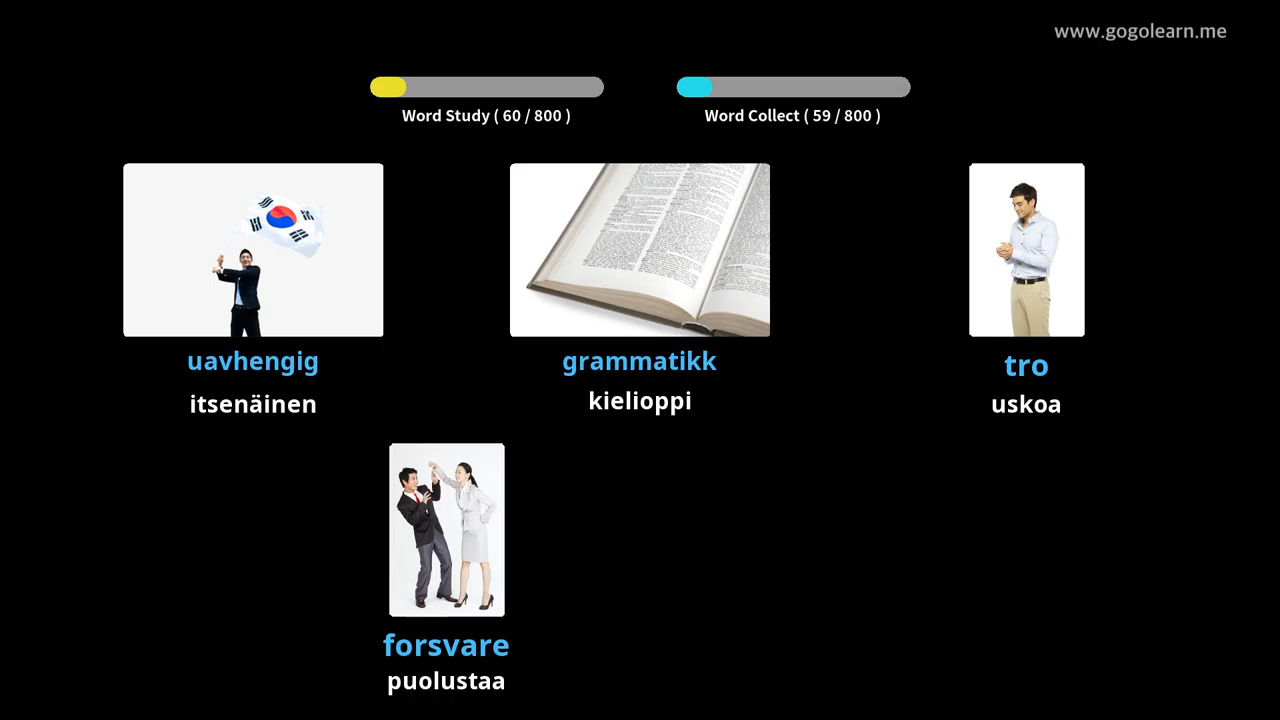 www.gogolearn.me
Word Study ( 60 / 800 )
Word Collect ( 59 / 800 )
uavhengig
itsenäinen
grammatikk
kielioppi
tro
uskoa
forsvare
puolustaa